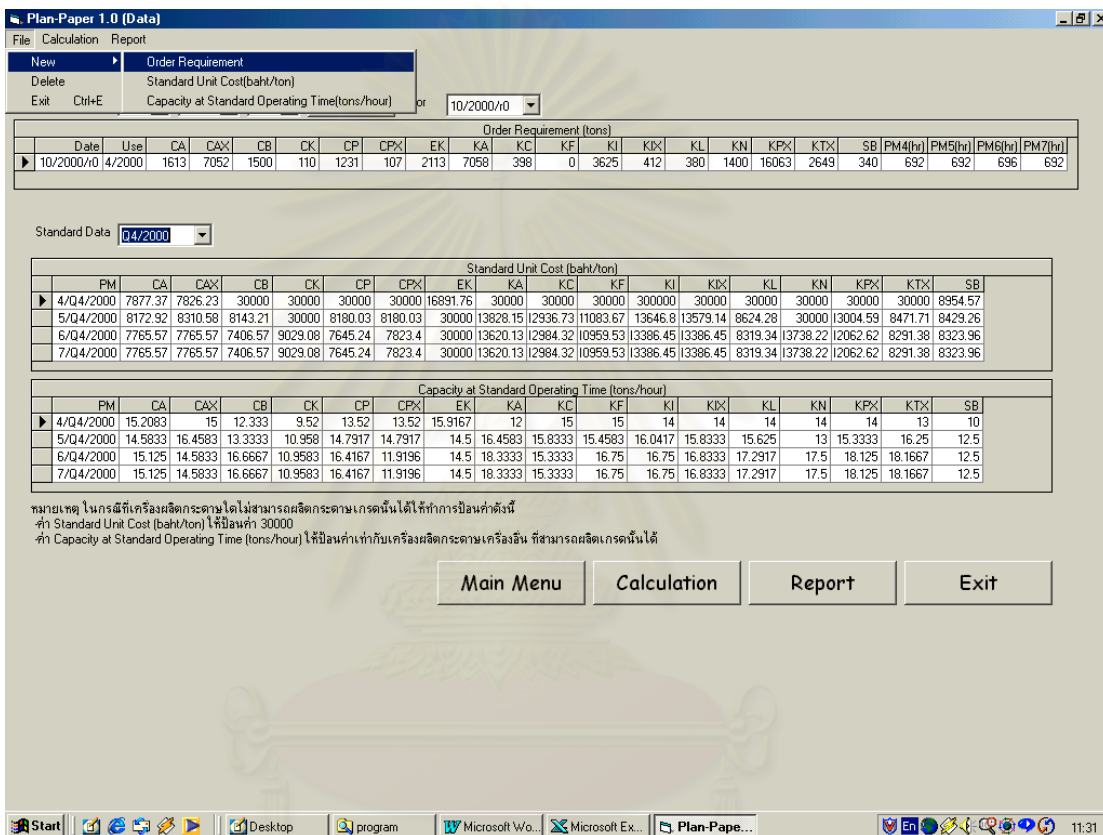 Plan-Paper 1.0 (Data)
File Calculation Report
New Order Requirement
Delete Standard Unit Cost(baht/ton)
Exit Ctrl+E Capacity at Standard Operating Time(tons/hour) or 10/2000/r0
Order Requirement (tons)
Date Use CA CAX CB CK CP CPX EK KA KC KF KI KIX KL KN KPX KTX SB PM4(hr) PM5(hr) PM6(hr) PM7(hr)
10/2000/r0 4/2000 1613 7052 1500 110 1231 107 2113 7058 398 0 3625 412 380 1400 16063 2649 340 692 692 696 692
Standard Data Q4/2000
Standard Unit Cost (baht/ton)
PM CA CAX CB CK CP CPX EK KA KC KF KI KIX KL KN KPX KTX SB
4/Q4/2000 7877.37 7826.23 30000 30000 30000 30000 16891.76 30000 30000 30000 300000 30000 30000 30000 30000 30000 8954.57
5/Q4/2000 8172.92 8310.58 8143.21 30000 8180.03 8180.03 30000 13828.15 12936.73 11083.67 13646.8 13579.14 8624.28 30000 13004.59 8471.71 8429.26
6/Q4/2000 7765.57 7765.57 7406.57 9029.08 7645.24 7823.4 30000 13620.13 12984.32 10959.53 13386.45 13386.45 8319.34 13738.22 12062.62 8291.38 8323.96
7/Q4/2000 7765.57 7765.57 7406.57 9029.08 7645.24 7823.4 30000 13620.13 12984.32 10959.53 13386.45 13386.45 8319.34 13738.22 12062.62 8291.38 8323.96
Capacity at Standard Operating Time (tons/hour)
PM CA CAX CB CK CP CPX EK KA KC KF KI KIX KL KN KPX KTX SB
4/Q4/2000 15.2083 15 12.333 9.52 13.52 13.52 15.9167 12 15 15 14 14 14 14 14 13 10
5/Q4/2000 14.5833 16.4583 13.3333 10.958 14.7917 14.7917 14.5 16.4583 15.8333 15.4583 16.0417 15.8333 15.625 13 15.3333 16.25 12.5
6/Q4/2000 15.125 14.5833 16.6667 10.9583 16.4167 11.9196 14.5 18.3333 15.3333 16.75 16.75 16.8333 17.2917 17.5 18.125 18.1667 12.5
7/Q4/2000 15.125 14.5833 16.6667 10.9583 16.4167 11.9196 14.5 18.3333 15.3333 16.75 16.75 16.8333 17.2917 17.5 18.125 18.1667 12.5
หมายเหตุ ในกรณีที่เครื่องผลิตกระดาษใดไม่สามารถผลิตกระดาษเกรดนั้นได้ให้ทำการป้อนค่าดังนี้
-ค่า Standard Unit Cost (baht/ton) ให้ป้อนค่า 30000
-ค่า Capacity at Standard Operating Time (tons/hour) ให้ป้อนค่าเท่ากับเครื่องผลิตกระดาษเครื่องอื่น ที่สามารถผลิตเกรดนั้นได้
Main Menu Calculation Report Exit
Start Desktop program Microsoft Wo... Microsoft Ex... Plan-Pape... En 11:31